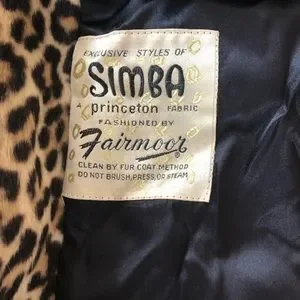 EXCLUSIVE STYLES OF
SIMBA
A princeton FABRIC
FASHIONED BY
Fairmoor®
CLEAN BY FUR COAT METHOD
DO NOT BRUSH, PRESS, OR STEAM